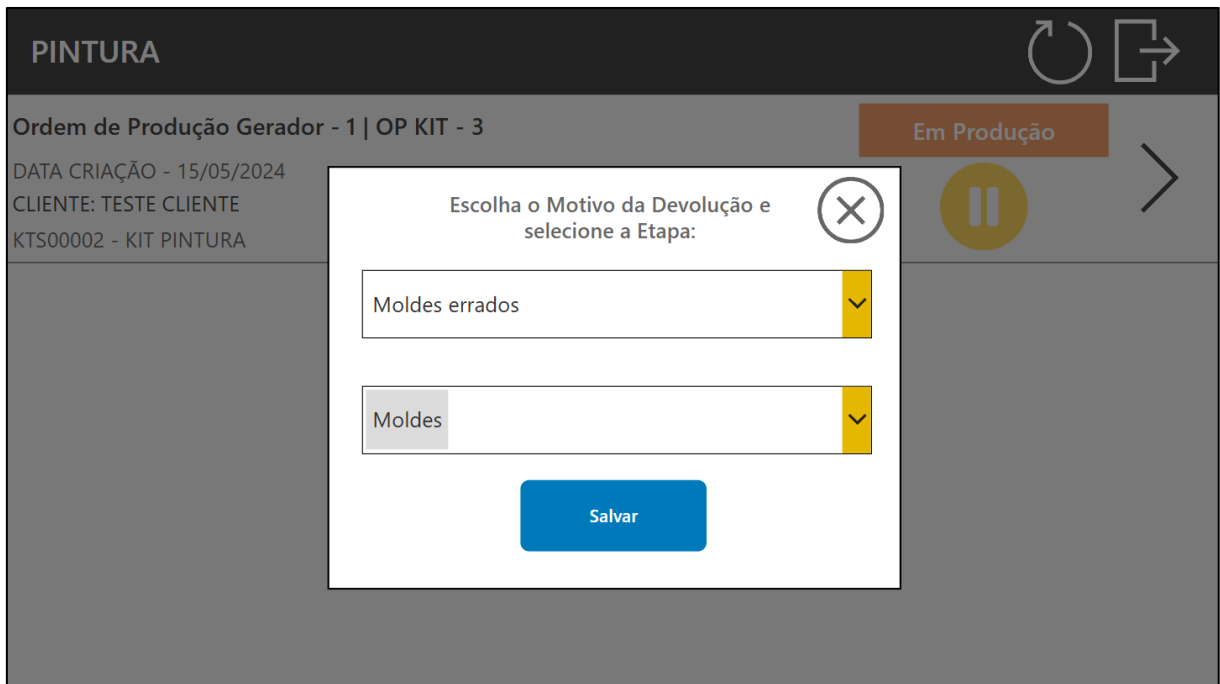 PINTURA
Ordem de Produção Gerador - 1 | OP KIT - 3
Em Produção
DATA CRIAÇÃO - 15/05/2024
CLIENTE: TESTE CLIENTE
KTS00002 - KIT PINTURA
Escolha o Motivo da Devolução e
selecione a Etapa:
Moldes errados
Moldes
Salvar